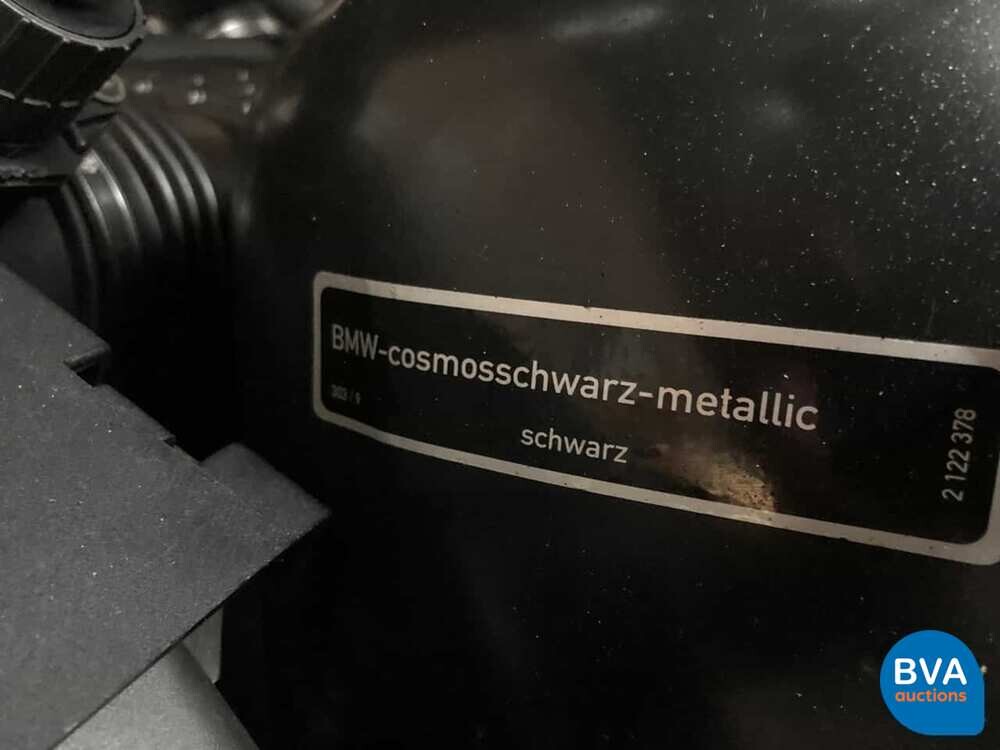 BMW-cosmosschwarz-metallic
303 / 9
schwarz
2 122 378
BVA
auctions